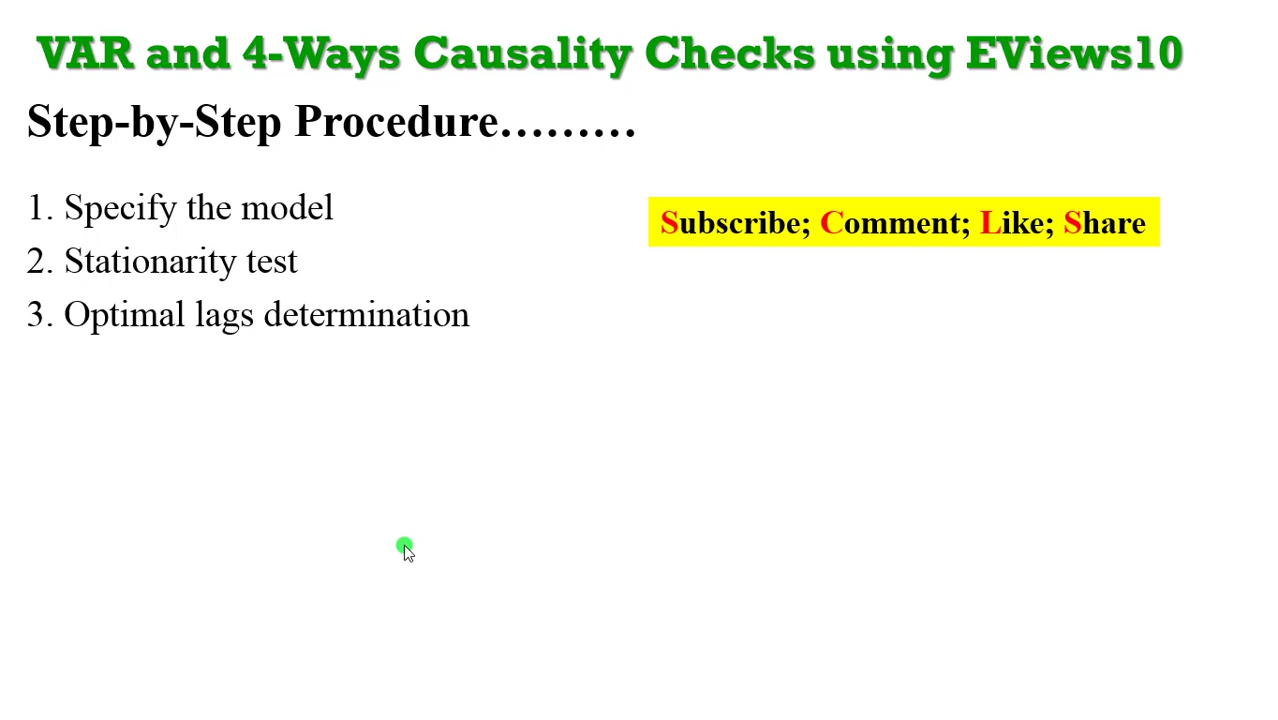 VAR and 4-Ways Causality Checks using EViews10
Step-by-Step Procedure………
1. Specify the model
Subscribe; Comment; Like; Share
2. Stationarity test
3. Optimal lags determination